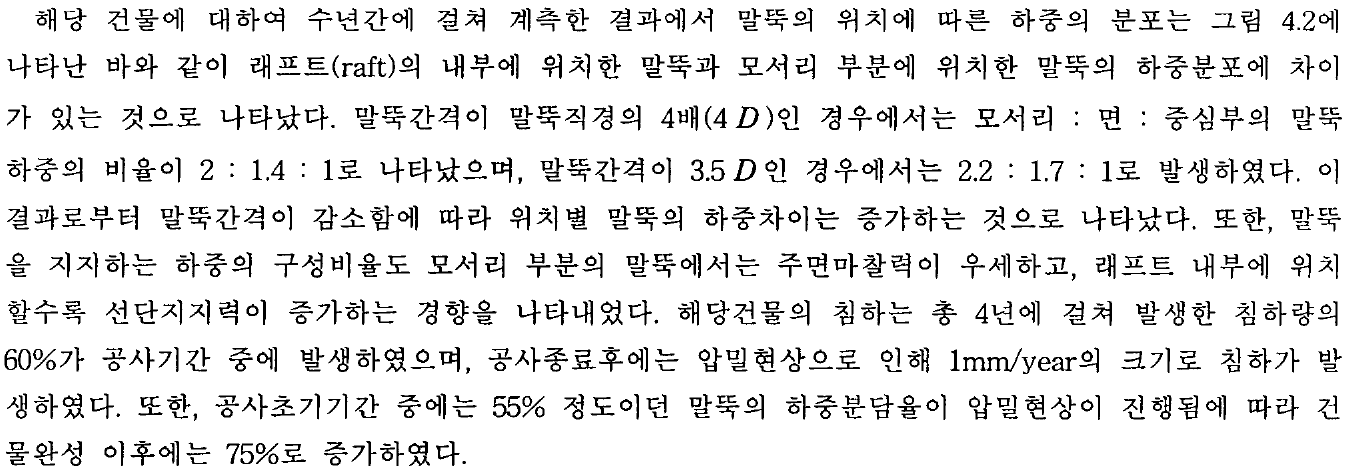 해당 건물에 대하여 수년간에 걸쳐 계측한 결과에서 말뚝의 위치에 따른 하중의 분포는 그림 4.2에
나타난 바와 같이 래프트(raft)의 내부에 위치한 말뚝과 모서리 부분에 위치한 말뚝의 하중분포에 차이
가 있는 것으로 나타났다. 말뚝간격이 말뚝직경의 4배(4 D)인 경우에서는 모서리 : 면 : 중심부의 말뚝
하중의 비율이 2 : 1.4 : 1로 나타났으며, 말뚝간격이 3.5 D인 경우에서는 2.2 : 1.7 : 1로 발생하였다. 이
결과로부터 말뚝간격이 감소함에 따라 위치별 말뚝의 하중차이는 증가하는 것으로 나타났다. 또한, 말뚝
을 지지하는 하중의 구성비율도 모서리 부분의 말뚝에서는 주면마찰력이 우세하고, 래프트 내부에 위치
할수록 선단지지력이 증가하는 경향을 나타내었다. 해당건물의 침하는 총 4년에 걸쳐 발생한 침하량의
60%가 공사기간 중에 발생하였으며, 공사종료후에는 압밀현상으로 인해 1mm/year의 크기로 침하가 발
생하였다. 또한, 공사초기기간 중에는 55% 정도이던 말뚝의 하중분담율이 압밀현상이 진행됨에 따라 건
물완성 이후에는 75%로 증가하였다.